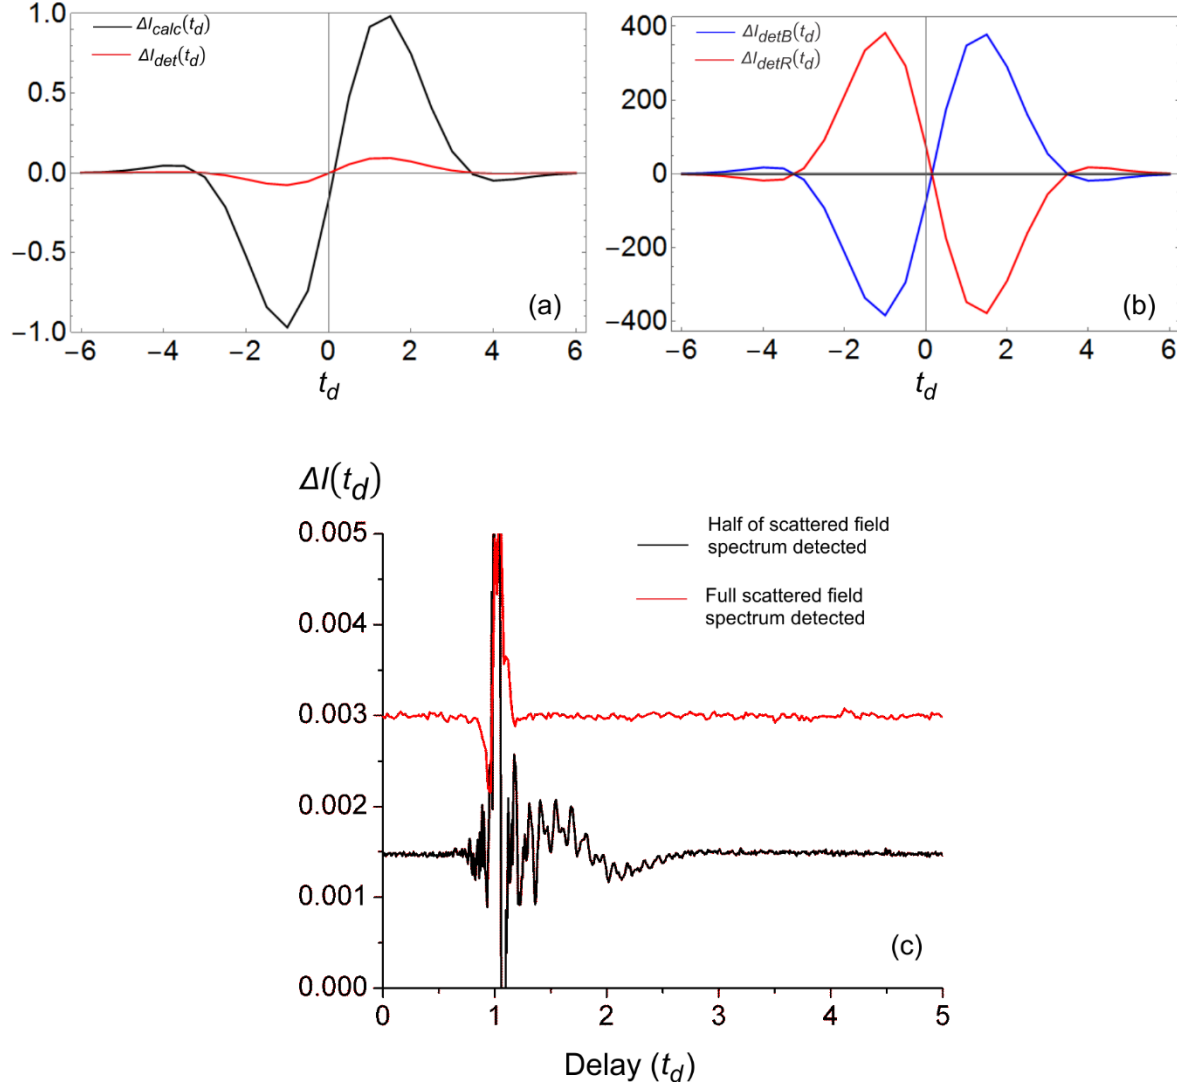 ΔI_calc(t_d)
ΔI_det(t_d)
1.0
0.5
0.0
−0.5
−1.0
−6 −4 −2 0 2 4 6
t_d
(a)
ΔI_detB(t_d)
ΔI_detR(t_d)
400
200
0
−200
−400
−6 −4 −2 0 2 4 6
t_d
(b)
ΔI(t_d)
0.005
0.004
0.003
0.002
0.001
0.000
Half of scattered field
spectrum detected
Full scattered field
spectrum detected
(c)
0 1 2 3 4 5
Delay (t_d)